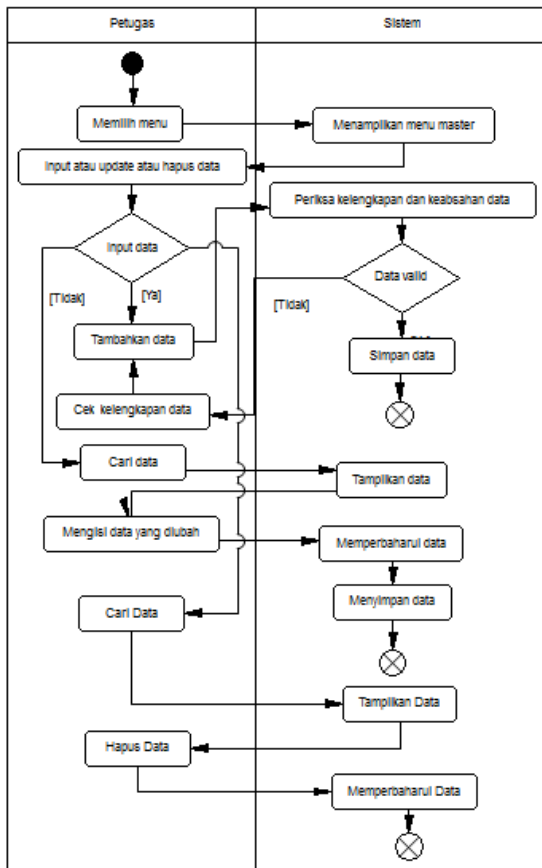 Petugas
Sistem
Memilih menu
Menampilkan menu master
Input atau update atau hapus data
Periksa kelengkapan dan keabsahan data
Input data
Data valid
[Tidak]
[Ya]
[Tidak]
Tambahkan data
Simpan data
Cek kelengkapan data
Cari data
Tampilkan data
Mengisi data yang diubah
Memperbaharui data
Menyimpan data
Cari Data
Tampilkan Data
Hapus Data
Memperbaharui Data